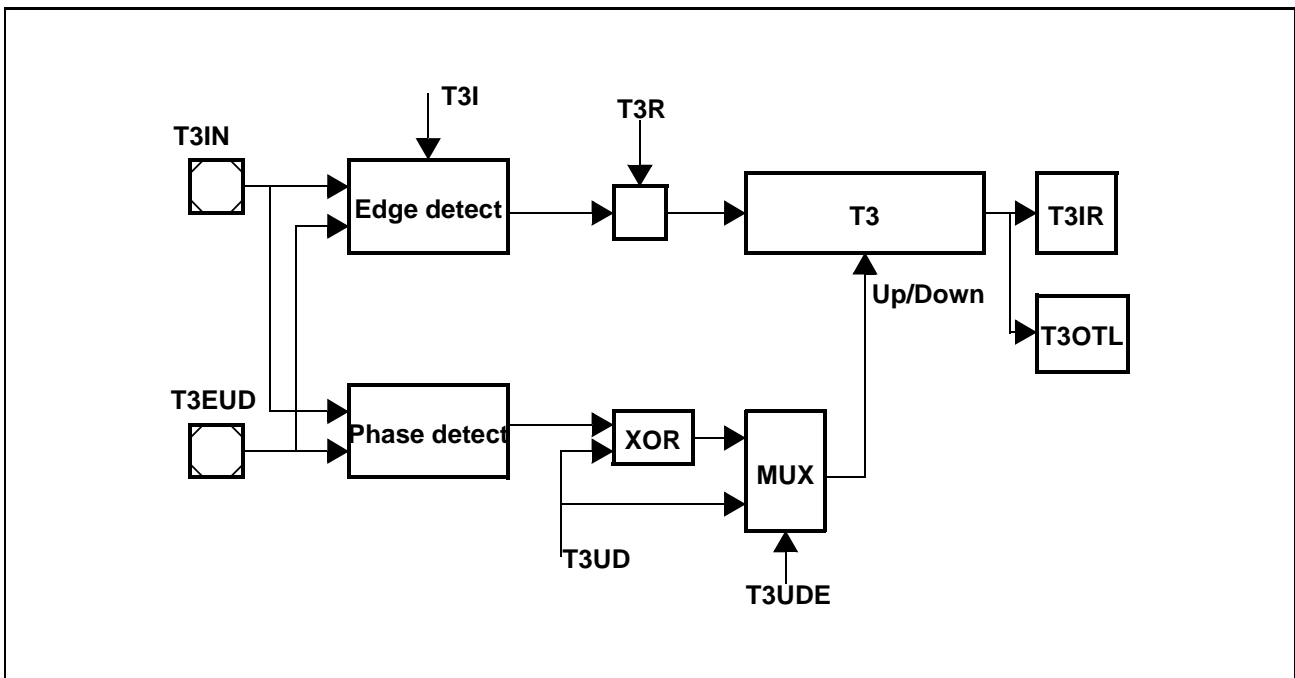 T3I
T3R
T3IN
Edge detect
T3
T3IR
Up/Down
T3OTL
T3EUD
Phase detect
XOR
MUX
T3UD
T3UDE